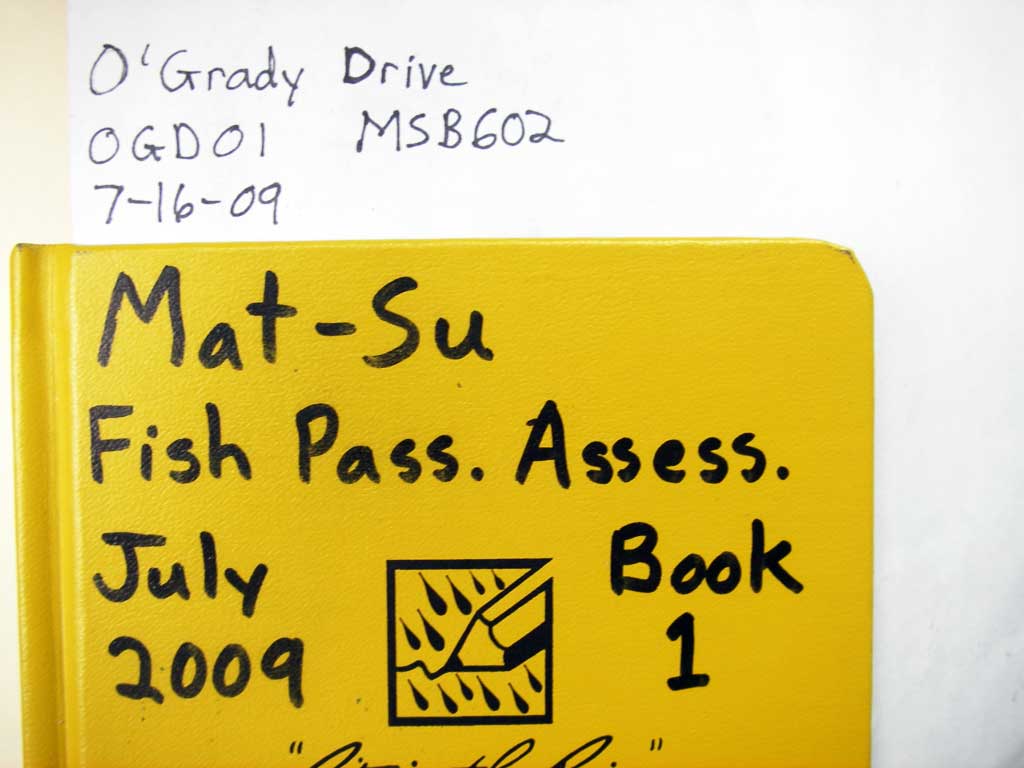 O'Grady Drive
OGD01 MSB602
7-16-09
Mat-Su
Fish Pass. Assess.
July Book
2009 1